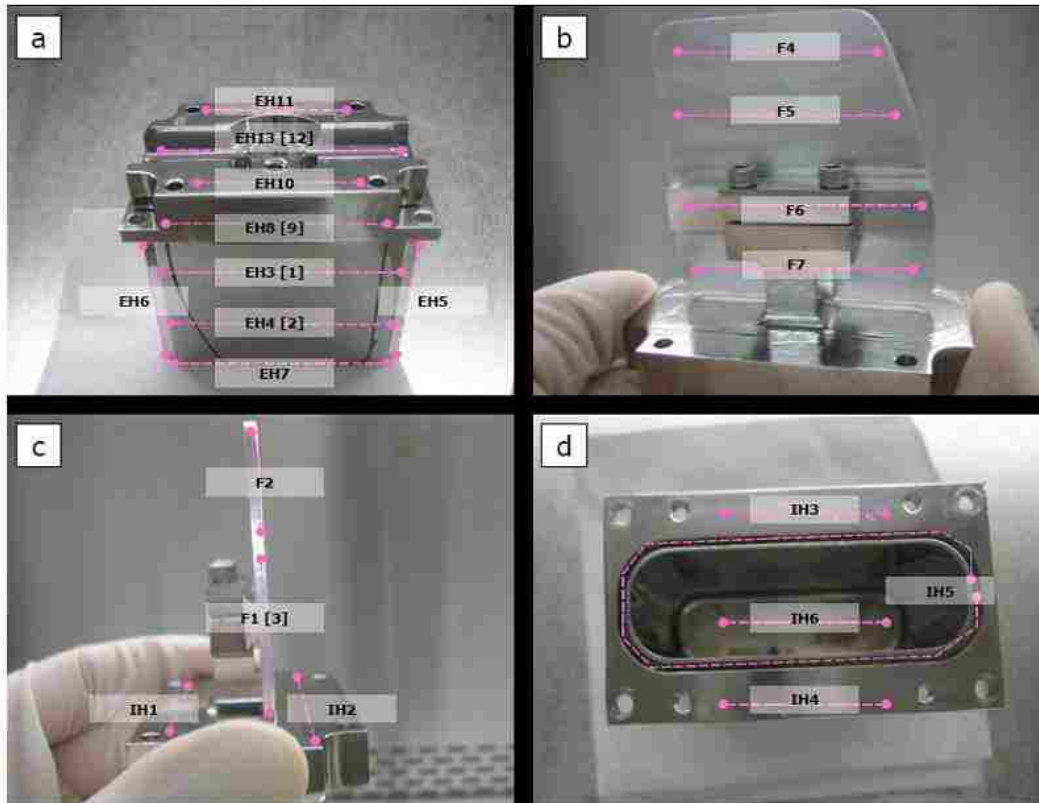 a
EH11
EH13 [12]
EH10
EH8 [9]
EH3 [1]
EH6
EH5
EH4 [2]
EH7
b
F4
F5
F6
F7
c
F2
F1 [3]
IH1
IH2
d
IH3
IH5
IH6
IH4